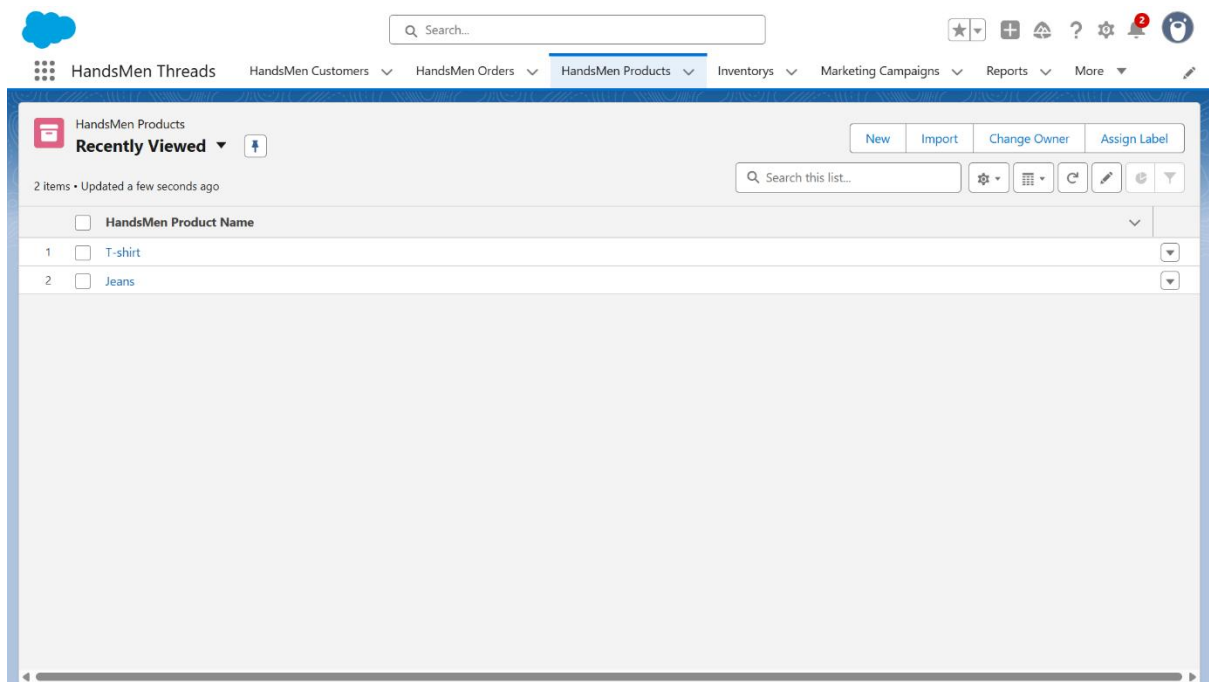 Search...
2
HandsMen Threads HandsMen Customers HandsMen Orders HandsMen Products Inventorys Marketing Campaigns Reports More
HandsMen Products
Recently Viewed
New Import Change Owner Assign Label
2 items • Updated a few seconds ago
Search this list...
HandsMen Product Name
1 T-shirt
2 Jeans